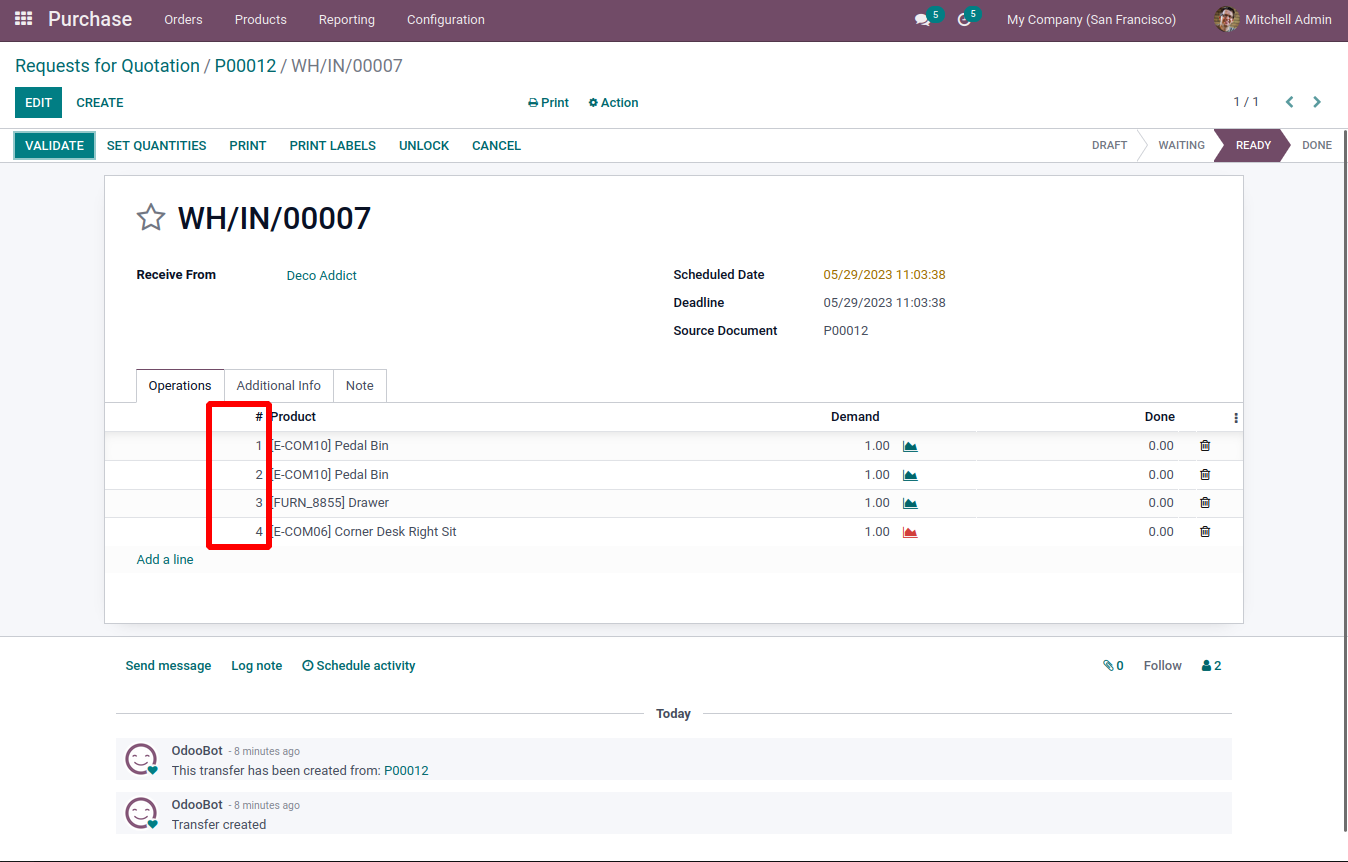 Purchase Orders Products Reporting Configuration 5 5 My Company (San Francisco) Mitchell Admin
Requests for Quotation / P00012 / WH/IN/00007
EDIT CREATE Print Action 1 / 1
VALIDATE SET QUANTITIES PRINT PRINT LABELS UNLOCK CANCEL DRAFT WAITING READY DONE
WH/IN/00007
Receive From Deco Addict Scheduled Date 05/29/2023 11:03:38
Deadline 05/29/2023 11:03:38
Source Document P00012
Operations Additional Info Note
# Product Demand Done
1 [E-COM10] Pedal Bin 1.00 0.00
2 [E-COM10] Pedal Bin 1.00 0.00
3 [FURN_8855] Drawer 1.00 0.00
4 [E-COM06] Corner Desk Right Sit 1.00 0.00
Add a line
Send message Log note Schedule activity 0 Follow 2
Today
OdooBot - 8 minutes ago
This transfer has been created from: P00012
OdooBot - 8 minutes ago
Transfer created